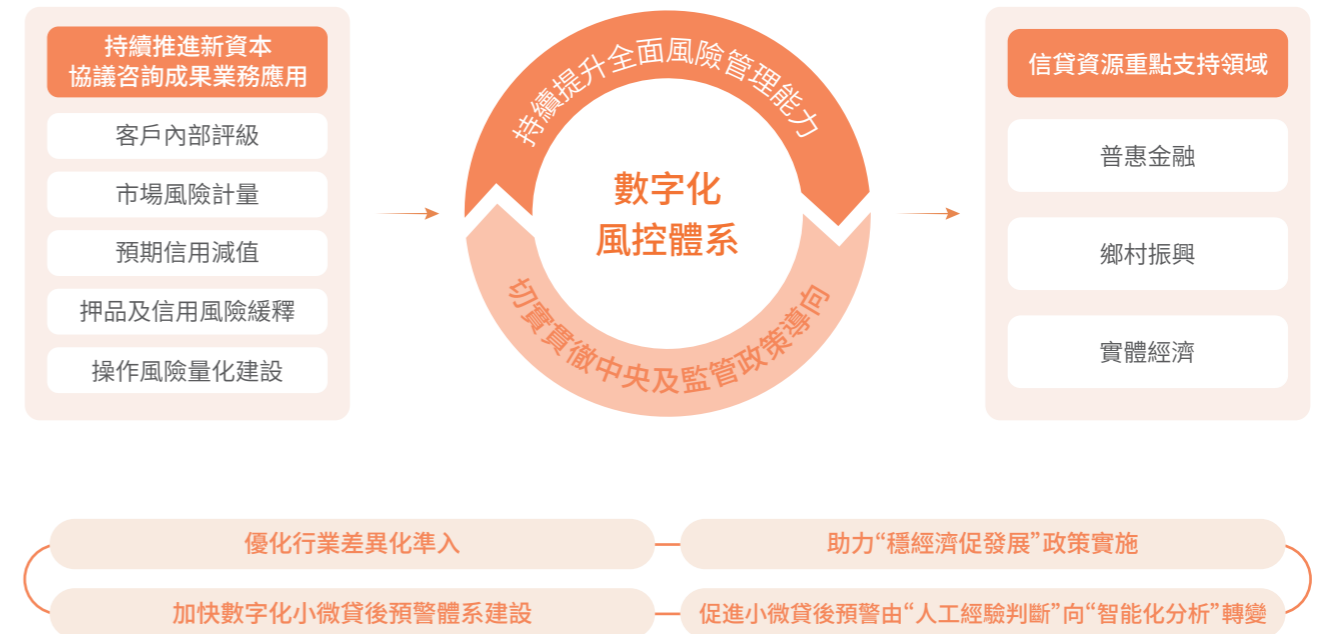 持續推進新資本
協議咨詢成果業務應用
客戶內部評級
市場風險計量
預期信用減值
押品及信用風險緩釋
操作風險量化建設
持續提升全面風險管理能力
數字化
風控體系
切實貫徹中央及監管政策導向
信貸資源重點支持領域
普惠金融
鄉村振興
實體經濟
優化行業差異化準入
助力“穩經濟促發展”政策實施
加快數字化小微貸後預警體系建設
促進小微貸後預警由“人工經驗判斷”向“智能化分析”轉變